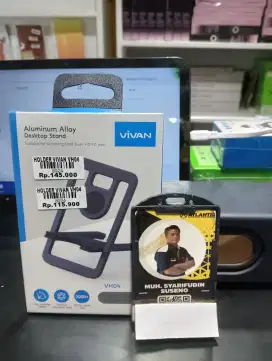 Aluminum Alloy
Desktop Stand
VIVAN
HOLDER VIVAN VH04
Rp.145.000
HOLDER VIVAN VH04
Rp.115.900
VH04
ATLANTIS
MUH. SYARIFUDIN
SUSENO